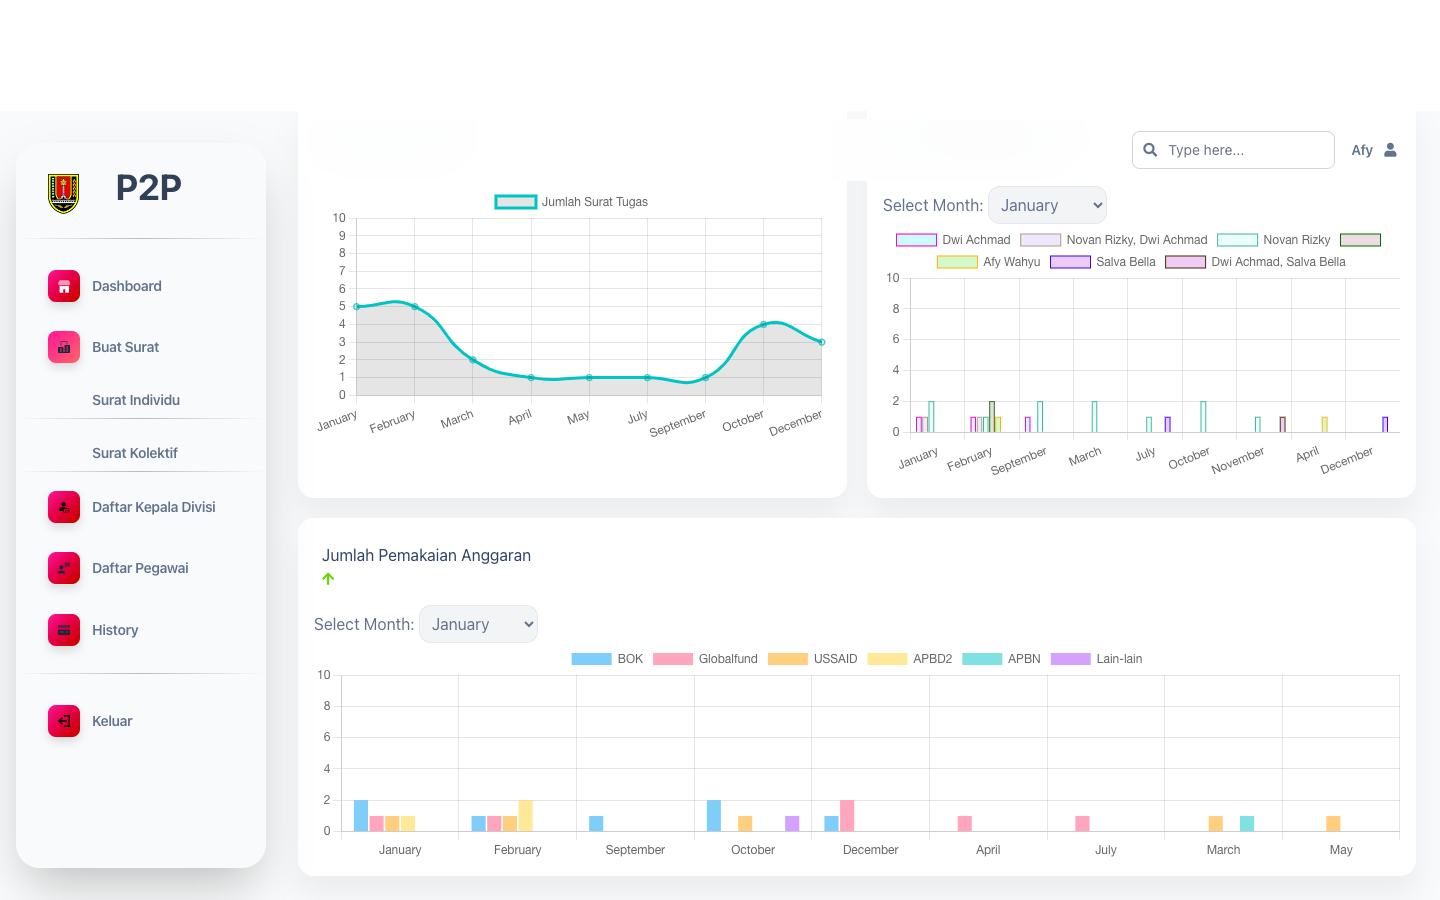 P2P
Dashboard
Buat Surat
Surat Individu
Surat Kolektif
Daftar Kepala Divisi
Daftar Pegawai
History
Keluar
Type here...
Afy
Jumlah Surat Tugas
10
9
8
7
6
5
4
3
2
1
0
January February March April May July September October December
Select Month: January
Dwi Achmad Novan Rizky, Dwi Achmad Novan Rizky
Afy Wahyu Salva Bella Dwi Achmad, Salva Bella
10
8
6
4
2
0
January February September March July October November April December
Jumlah Pemakaian Anggaran
Select Month: January
BOK Globalfund USSAID APBD2 APBN Lain-lain
10
8
6
4
2
0
January February September October December April July March May